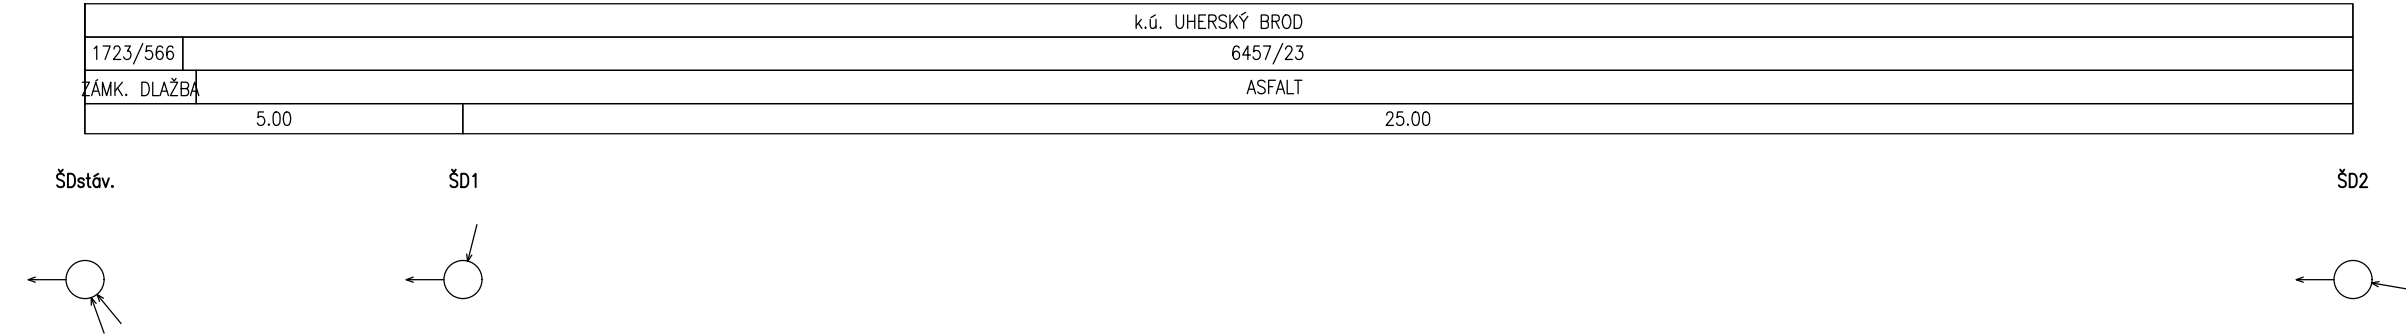 k.ú. UHERSKÝ BROD
1723/566 6457/23
ZÁMK. DLAŽBA ASFALT
5.00 25.00
ŠDstáv. ŠD1 ŠD2